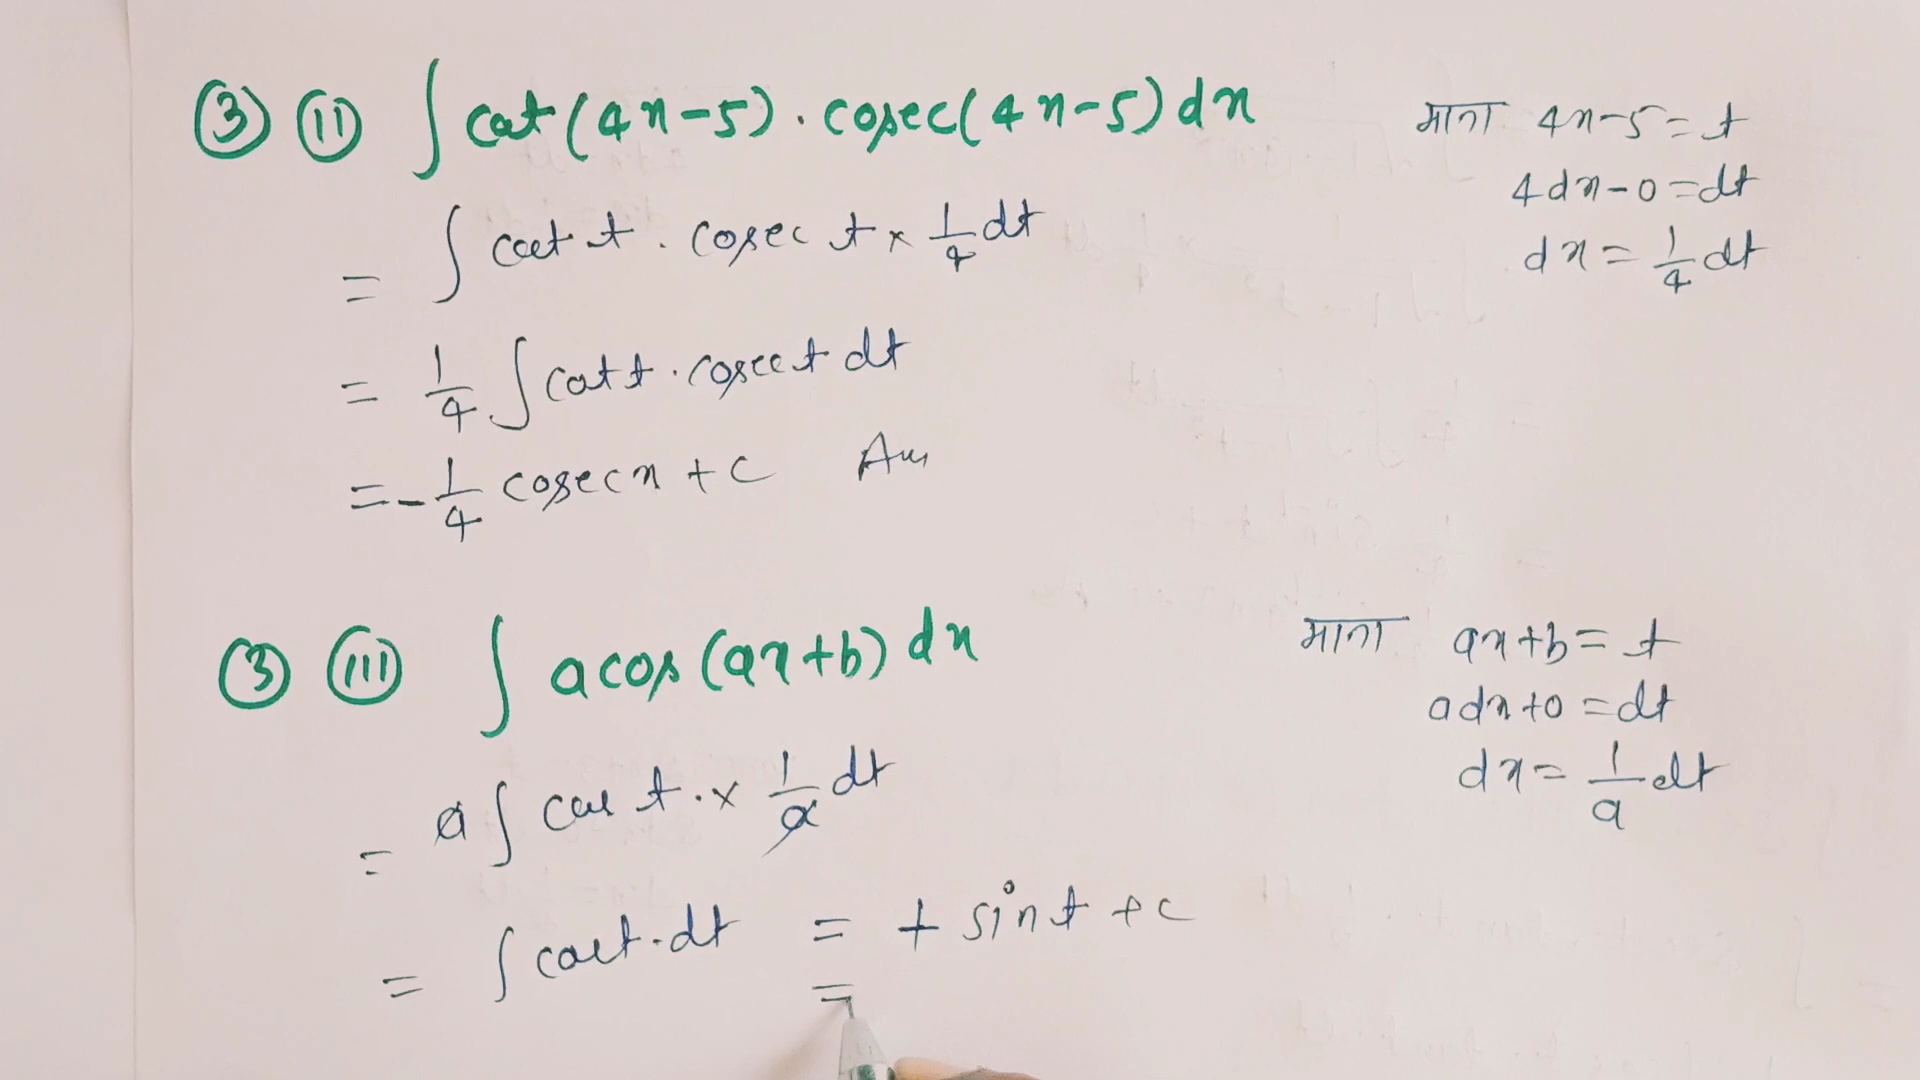 ③ (ii) ∫ cot(4x-5). cosec(4x-5) dx
माना 4x-5=t
4dx-0=dt
dx=1/4 dt
= ∫ cot t . cosec t × 1/4 dt
= 1/4 ∫ cot t. cosec t dt
=-1/4 cosec x + c Ans
③ (iii) ∫ a cos (ax+b) dx
माना ax+b=t
adx+0=dt
dx=1/a dt
= a ∫ cos t.× 1/a dt
= ∫ cos t.dt = + sin t + c
=